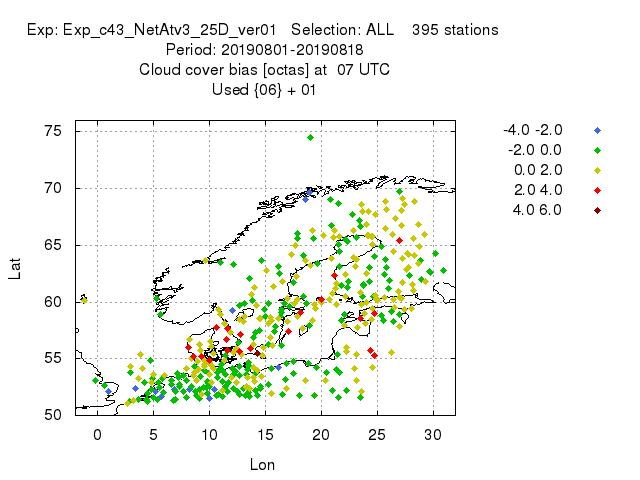 Exp: Exp_c43_NetAtv3_25D_ver01 Selection: ALL 395 stations
Period: 20190801-20190818
Cloud cover bias [octas] at 07 UTC
Used {06} + 01
-4.0 -2.0
-2.0 0.0
0.0 2.0
2.0 4.0
4.0 6.0
75
70
65
60
55
50
Lat
0 5 10 15 20 25 30
Lon